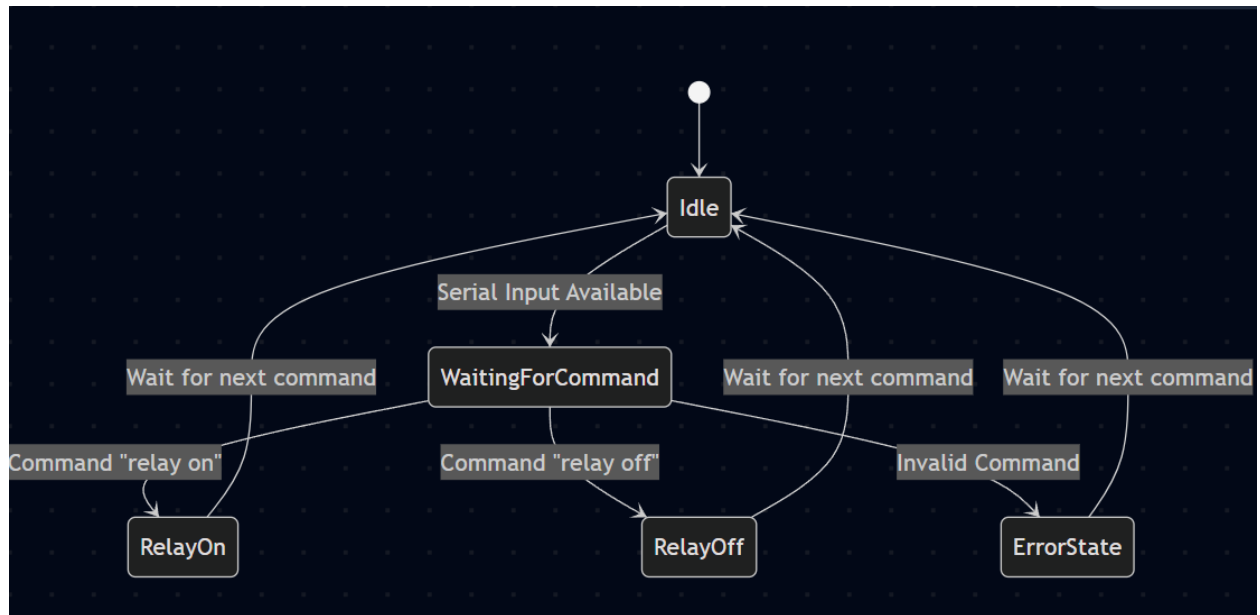 Idle
Serial Input Available
WaitingForCommand
Wait for next command
Wait for next command
Wait for next command
Command "relay on"
Command "relay off"
Invalid Command
RelayOn
RelayOff
ErrorState